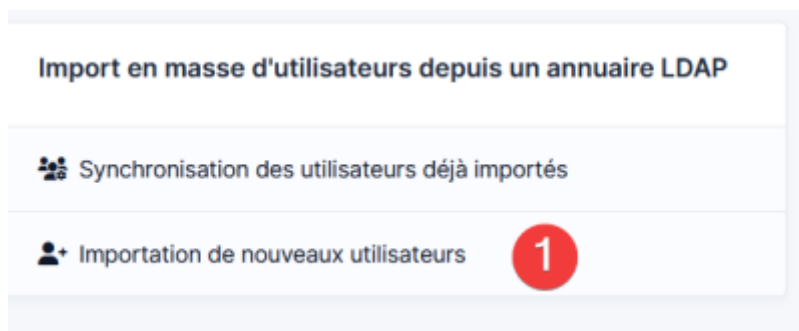 Import en masse d'utilisateurs depuis un annuaire LDAP
Synchronisation des utilisateurs déjà importés
Importation de nouveaux utilisateurs 1